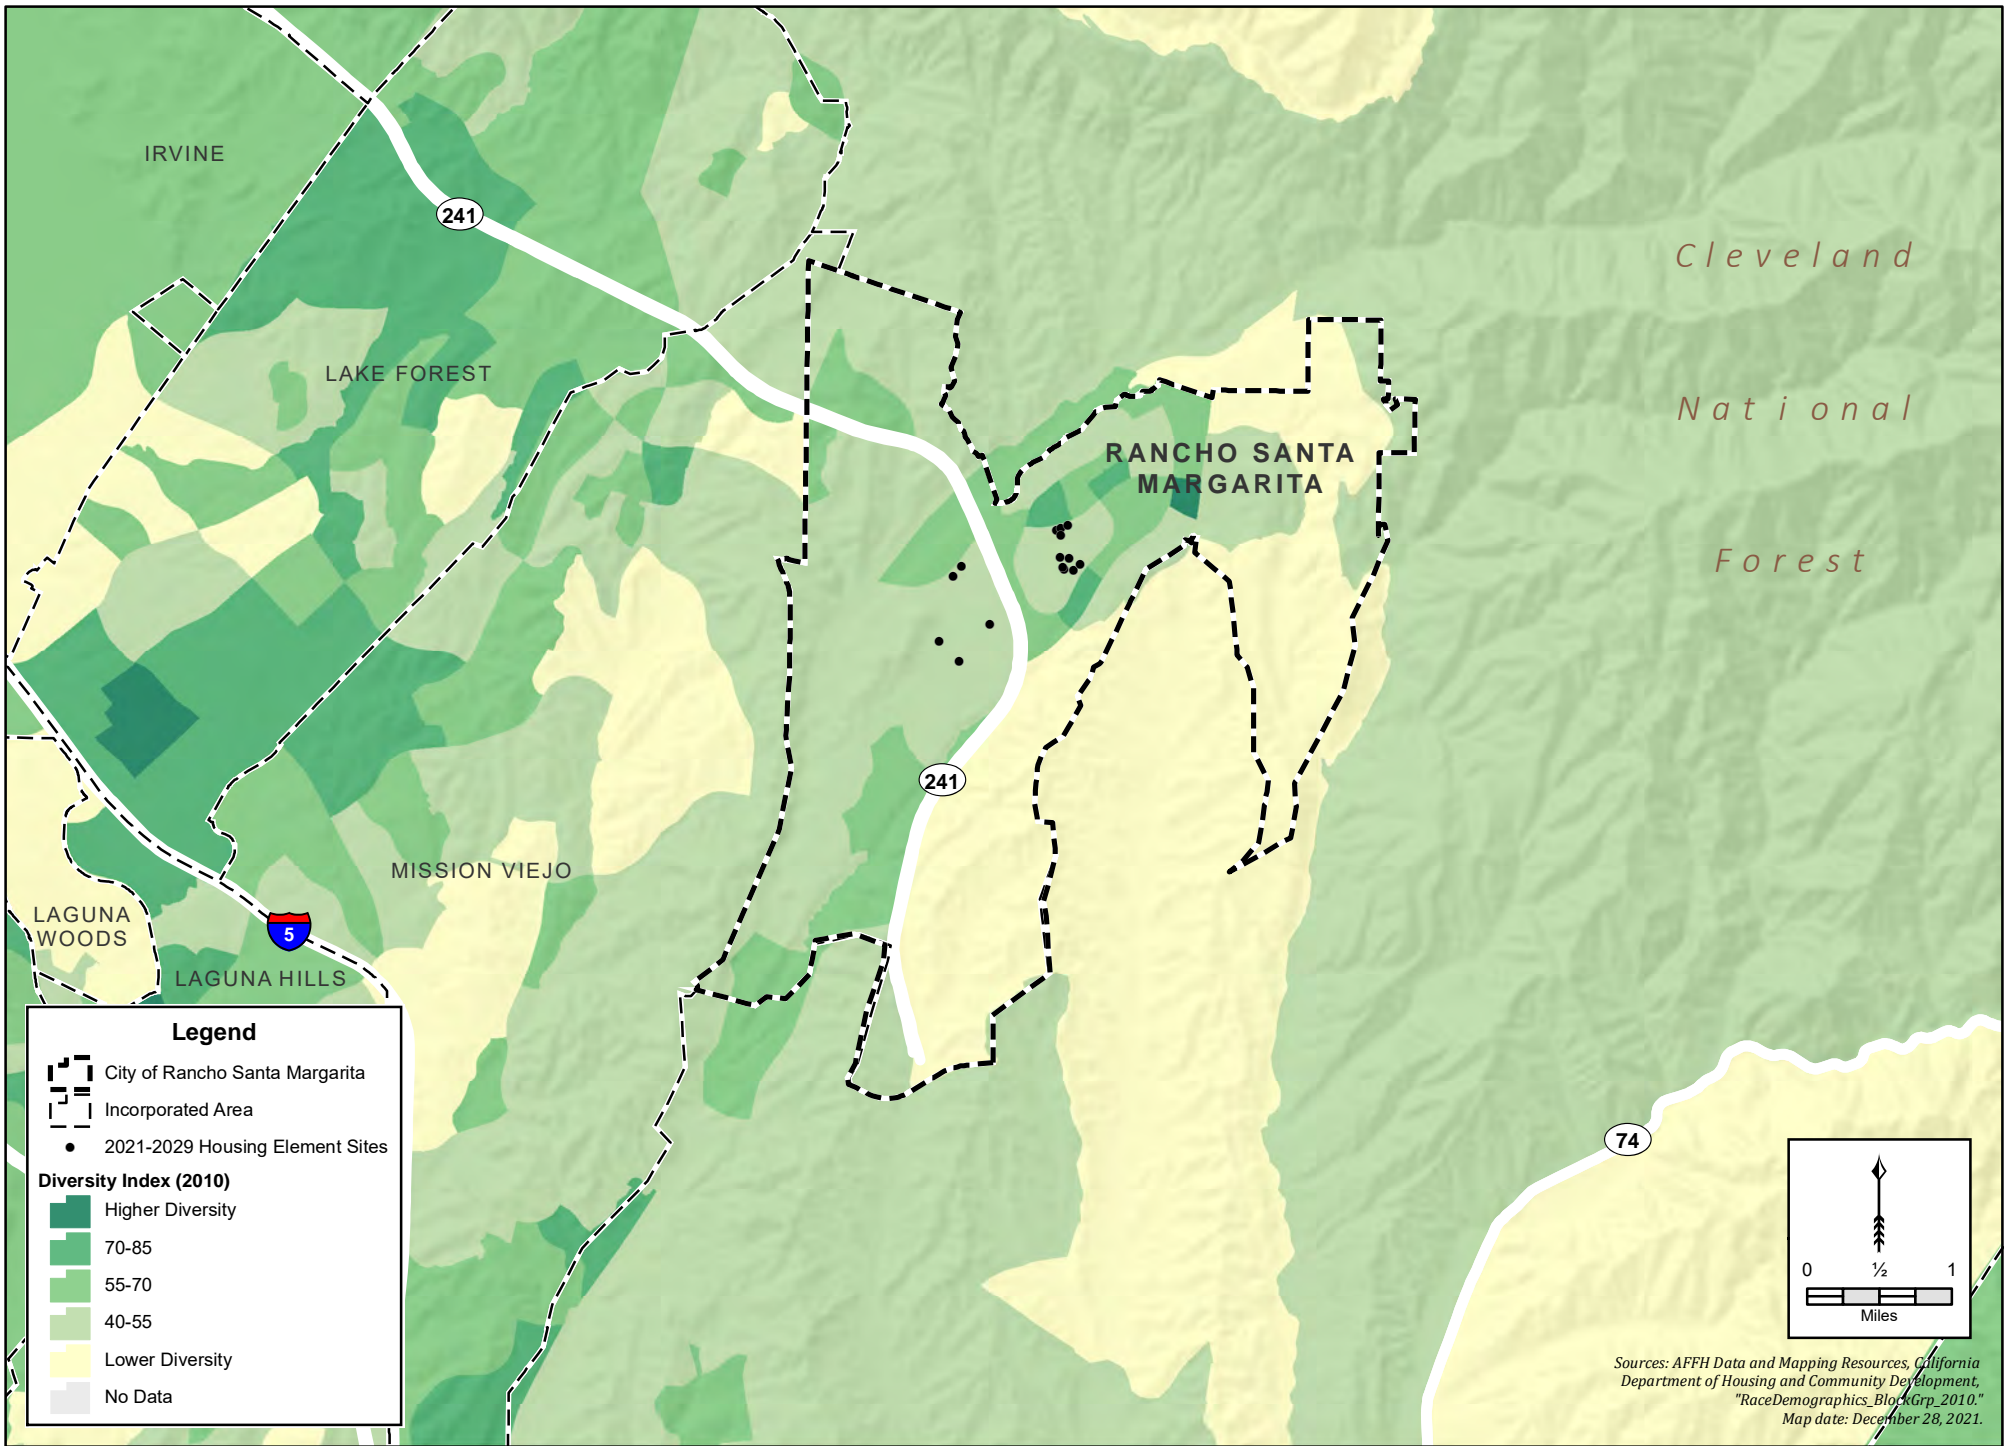 IRVINE
241
Cleveland
LAKE FOREST
National
RANCHO SANTA
MARGARITA
Forest
241
MISSION VIEJO
LAGUNA
WOODS
5
LAGUNA HILLS
74
Legend
City of Rancho Santa Margarita
Incorporated Area
2021-2029 Housing Element Sites
Diversity Index (2010)
Higher Diversity
70-85
55-70
40-55
Lower Diversity
No Data
0 ½ 1
Miles
Sources: AFFH Data and Mapping Resources, California
Department of Housing and Community Development,
"RaceDemographics_BlockGrp_2010."
Map date: December 28, 2021.